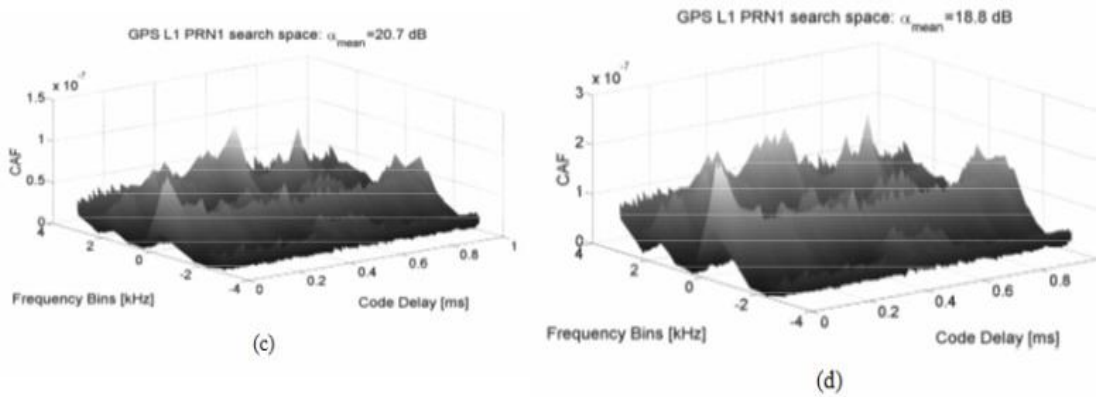 GPS L1 PRN1 search space: α_mean=20.7 dB
x 10^-7
1.5
1
0.5
0
CAF
4
2
0
-2
-4
Frequency Bins [kHz]
0
0.2
0.4
0.6
0.8
1
Code Delay [ms]
(c)
GPS L1 PRN1 search space: α_mean=18.8 dB
x 10^-7
3
2
1
0
CAF
4
2
0
-2
-4
Frequency Bins [kHz]
0
0.2
0.4
0.6
0.8
Code Delay [ms]
(d)